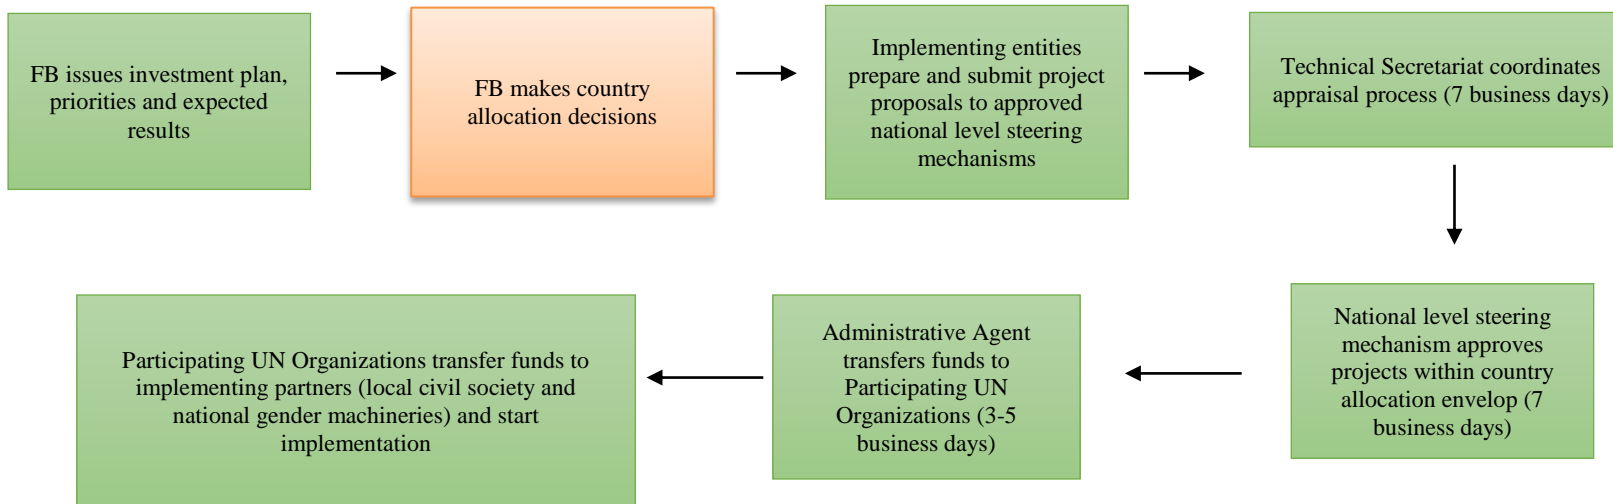 FB issues investment plan,
priorities and expected
results
FB makes country
allocation decisions
Implementing entities
prepare and submit project
proposals to approved
national level steering
mechanisms
Technical Secretariat coordinates
appraisal process (7 business days)
National level steering
mechanism approves
projects within country
allocation envelop (7
business days)
Administrative Agent
transfers funds to
Participating UN
Organizations (3-5
business days)
Participating UN Organizations transfer funds to
implementing partners (local civil society and
national gender machineries) and start
implementation